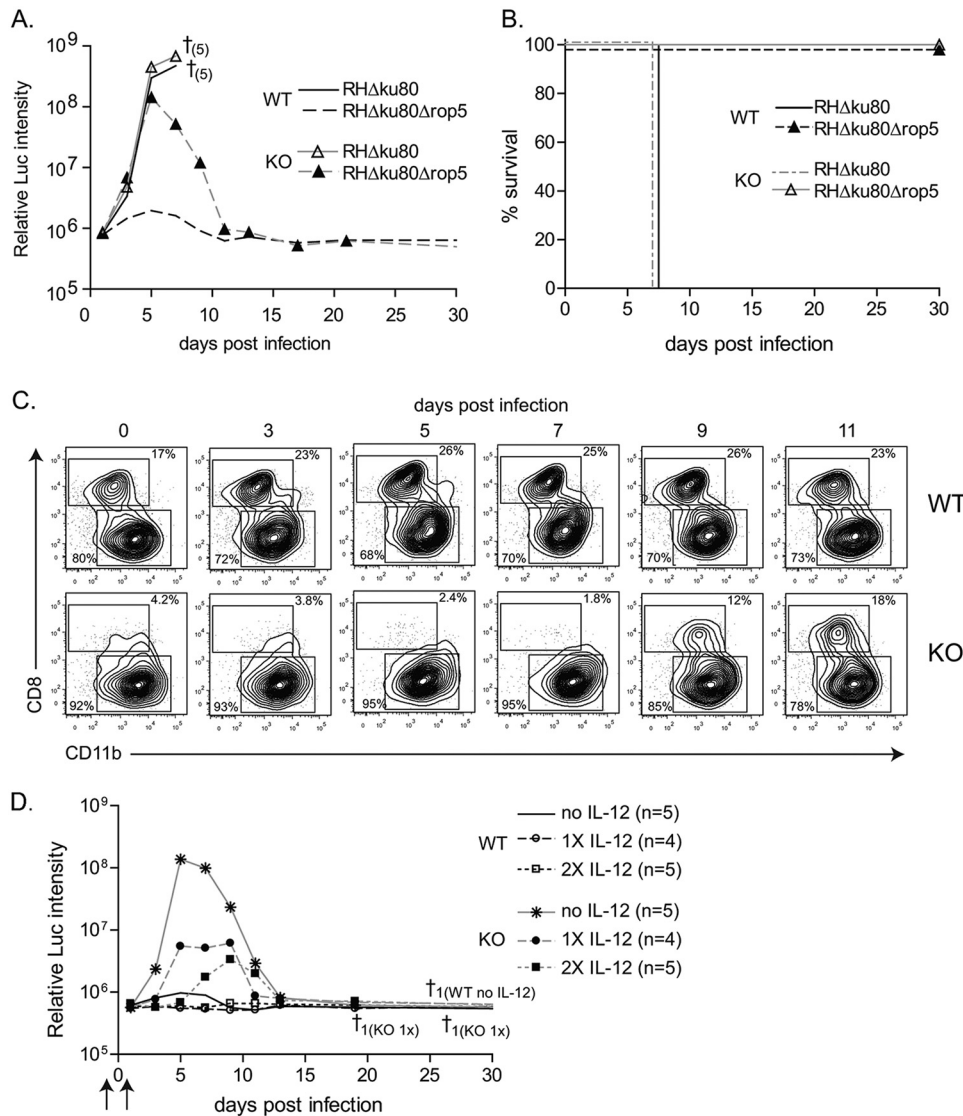 A.
Relative Luc intensity
10⁹
10⁸
10⁷
10⁶
10⁵
0 5 10 15 20 25 30
days post infection
†(5)
†(5)
WT
RHΔku80
RHΔku80Δrop5
KO
RHΔku80
RHΔku80Δrop5
B.
% survival
100
80
60
40
20
0
0 5 10 15 20 25 30
days post infection
WT
RHΔku80
RHΔku80Δrop5
KO
RHΔku80
RHΔku80Δrop5
C.
days post infection
0 3 5 7 9 11
17% 23% 26% 25% 26% 23%
WT
80% 72% 68% 70% 70% 73%
4.2% 3.8% 2.4% 1.8% 12% 18%
KO
92% 93% 95% 95% 85% 78%
CD8
CD11b
D.
Relative Luc intensity
10⁹
10⁸
10⁷
10⁶
10⁵
0 5 10 15 20 25 30
days post infection
†1(WT no IL-12)
†1(KO 1x)
†1(KO 1x)
WT
no IL-12 (n=5)
1X IL-12 (n=4)
2X IL-12 (n=5)
KO
no IL-12 (n=5)
1X IL-12 (n=4)
2X IL-12 (n=5)